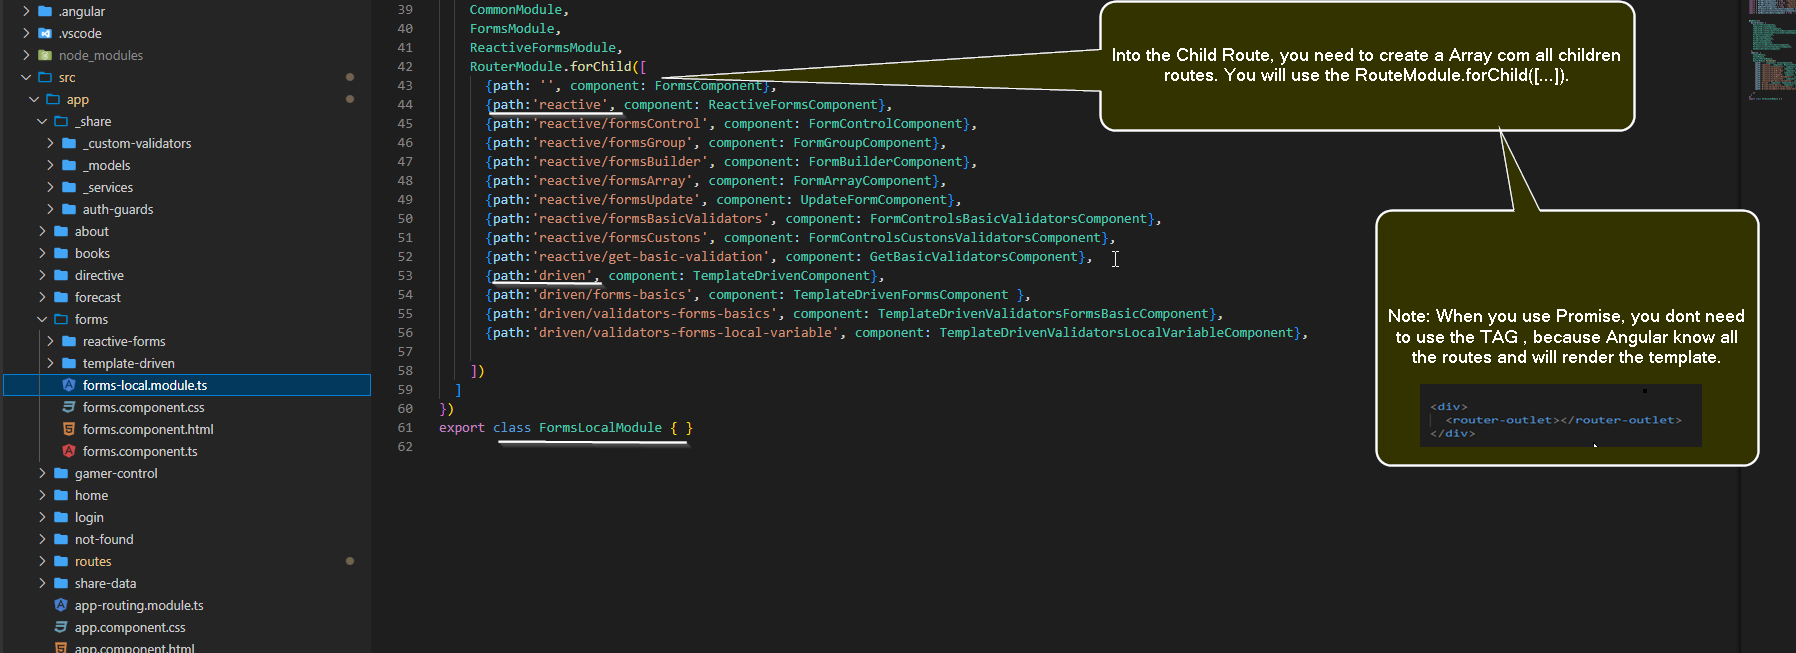 .angular
.vscode
node_modules
src
app
_share
_custom-validators
_models
_services
auth-guards
about
books
directive
forecast
forms
reactive-forms
template-driven
forms-local.module.ts
forms.component.css
forms.component.html
forms.component.ts
gamer-control
home
login
not-found
routes
share-data
app-routing.module.ts
app.component.css
app.component.html
39 CommonModule,
40 FormsModule,
41 ReactiveFormsModule,
42 RouterModule.forChild([
43 {path: '', component: FormsComponent},
44 {path:'reactive', component: ReactiveFormsComponent},
45 {path:'reactive/formsControl', component: FormControlComponent},
46 {path:'reactive/formsGroup', component: FormGroupComponent},
47 {path:'reactive/formsBuilder', component: FormBuilderComponent},
48 {path:'reactive/formsArray', component: FormArrayComponent},
49 {path:'reactive/formsUpdate', component: UpdateFormComponent},
50 {path:'reactive/formsBasicValidators', component: FormControlsBasicValidatorsComponent},
51 {path:'reactive/formsCustons', component: FormControlsCustonsValidatorsComponent},
52 {path:'reactive/get-basic-validation', component: GetBasicValidatorsComponent},
53 {path:'driven', component: TemplateDrivenComponent},
54 {path:'driven/forms-basics', component: TemplateDrivenFormsComponent },
55 {path:'driven/validators-forms-basics', component: TemplateDrivenValidatorsFormsBasicComponent},
56 {path:'driven/validators-forms-local-variable', component: TemplateDrivenValidatorsLocalVariableComponent},
57
58 ])
59 ]
60 })
61 export class FormsLocalModule { }
62
Into the Child Route, you need to create a Array com all children
routes. You will use the RouteModule.forChild([...]).
Note: When you use Promise, you dont need
to use the TAG , because Angular know all
the routes and will render the template.
<div>
<router-outlet></router-outlet>
</div>